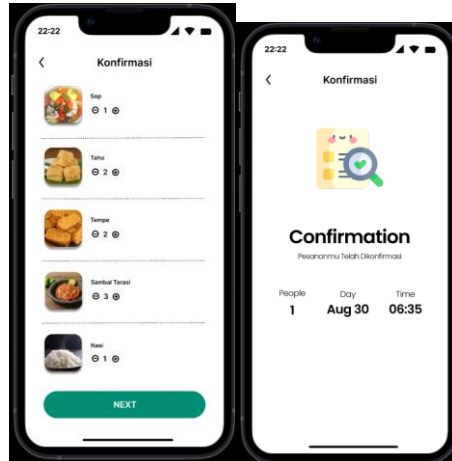 22:22
Konfirmasi
Sop
1
Tahu
2
Tempe
2
Sambal Terasi
3
Nasi
1
NEXT
22:22
Konfirmasi
Confirmation
Pesananmu Telah Dikonfirmasi
People Day Time
1 Aug 30 06:35